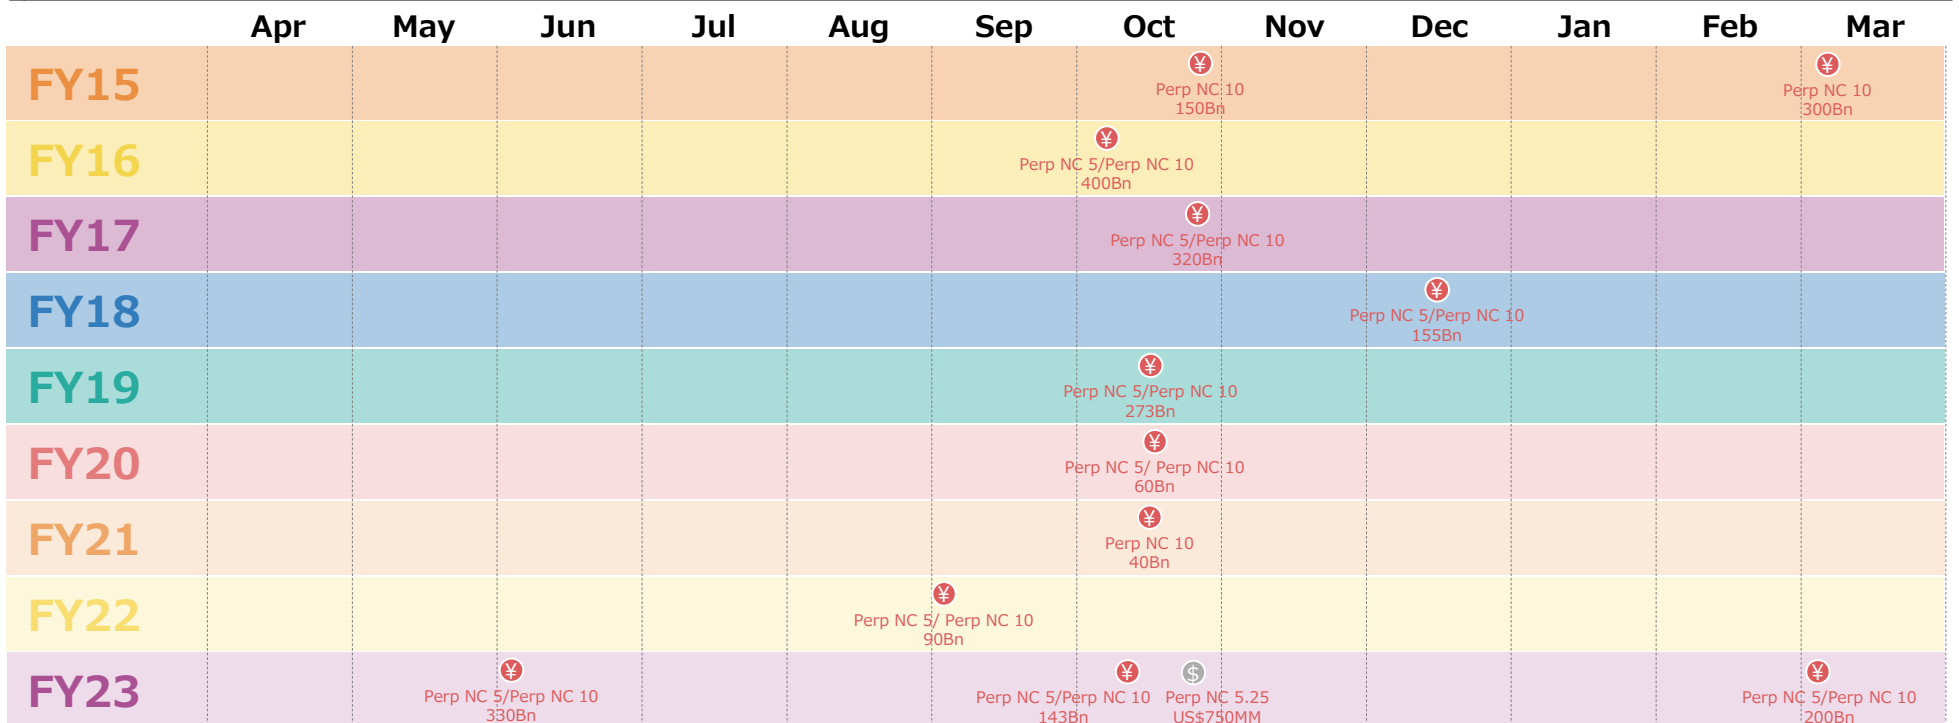 Apr May Jun Jul Aug Sep Oct Nov Dec Jan Feb Mar
FY15
¥ ¥
Perp NC 10 Perp NC 10
150Bn 300Bn
FY16
¥
Perp NC 5/Perp NC 10
400Bn
FY17
¥
Perp NC 5/Perp NC 10
320Bn
FY18
¥
Perp NC 5/Perp NC 10
155Bn
FY19
¥
Perp NC 5/Perp NC 10
273Bn
FY20
¥
Perp NC 5/ Perp NC 10
60Bn
FY21
¥
Perp NC 10
40Bn
FY22
¥
Perp NC 5/ Perp NC 10
90Bn
FY23
¥ ¥ $ ¥
Perp NC 5/Perp NC 10 Perp NC 5/Perp NC 10 Perp NC 5.25 Perp NC 5/Perp NC 10
330Bn 143Bn US$750MM 200Bn